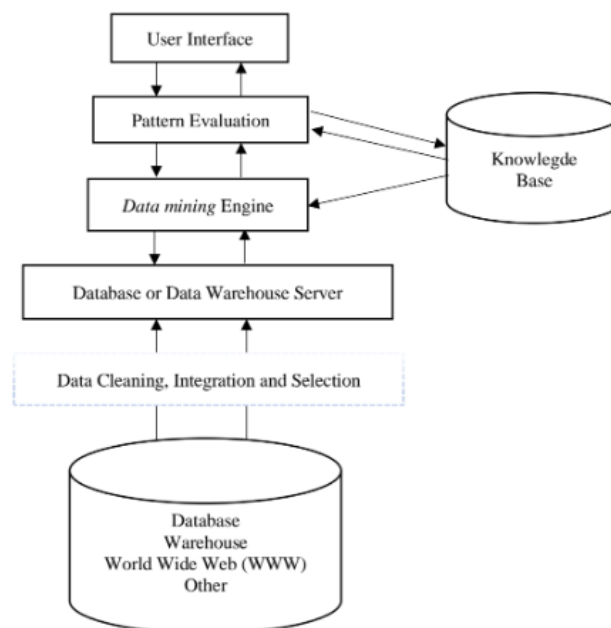 User Interface
Pattern Evaluation
Knowlegde
Base
Data mining Engine
Database or Data Warehouse Server
Data Cleaning, Integration and Selection
Database
Warehouse
World Wide Web (WWW)
Other